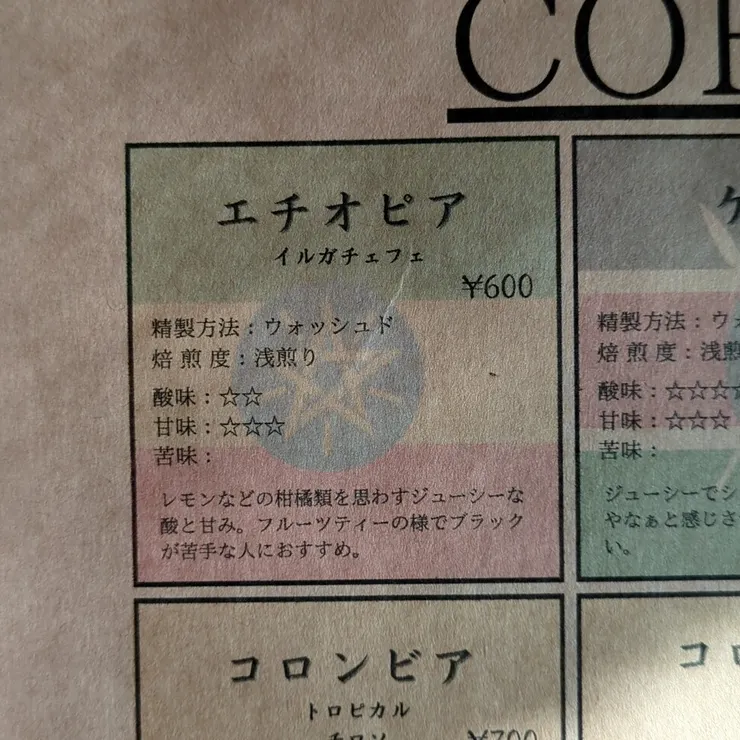 エチオピア
イルガチェフェ
¥600
精製方法：ウォッシュド
焙煎度：浅煎り
酸味：☆☆
甘味：☆☆☆
苦味：
レモンなどの柑橘類を思わすジューシーな
酸と甘み。フルーツティーの様でブラック
が苦手な人におすすめ。
精製方法：ウォ
焙煎度：浅煎
酸味：☆☆☆☆
甘味：☆☆☆
苦味：
ジューシーでシ
やなぁと感じさ
い。
コロンビア
トロピカル
¥700
コロ